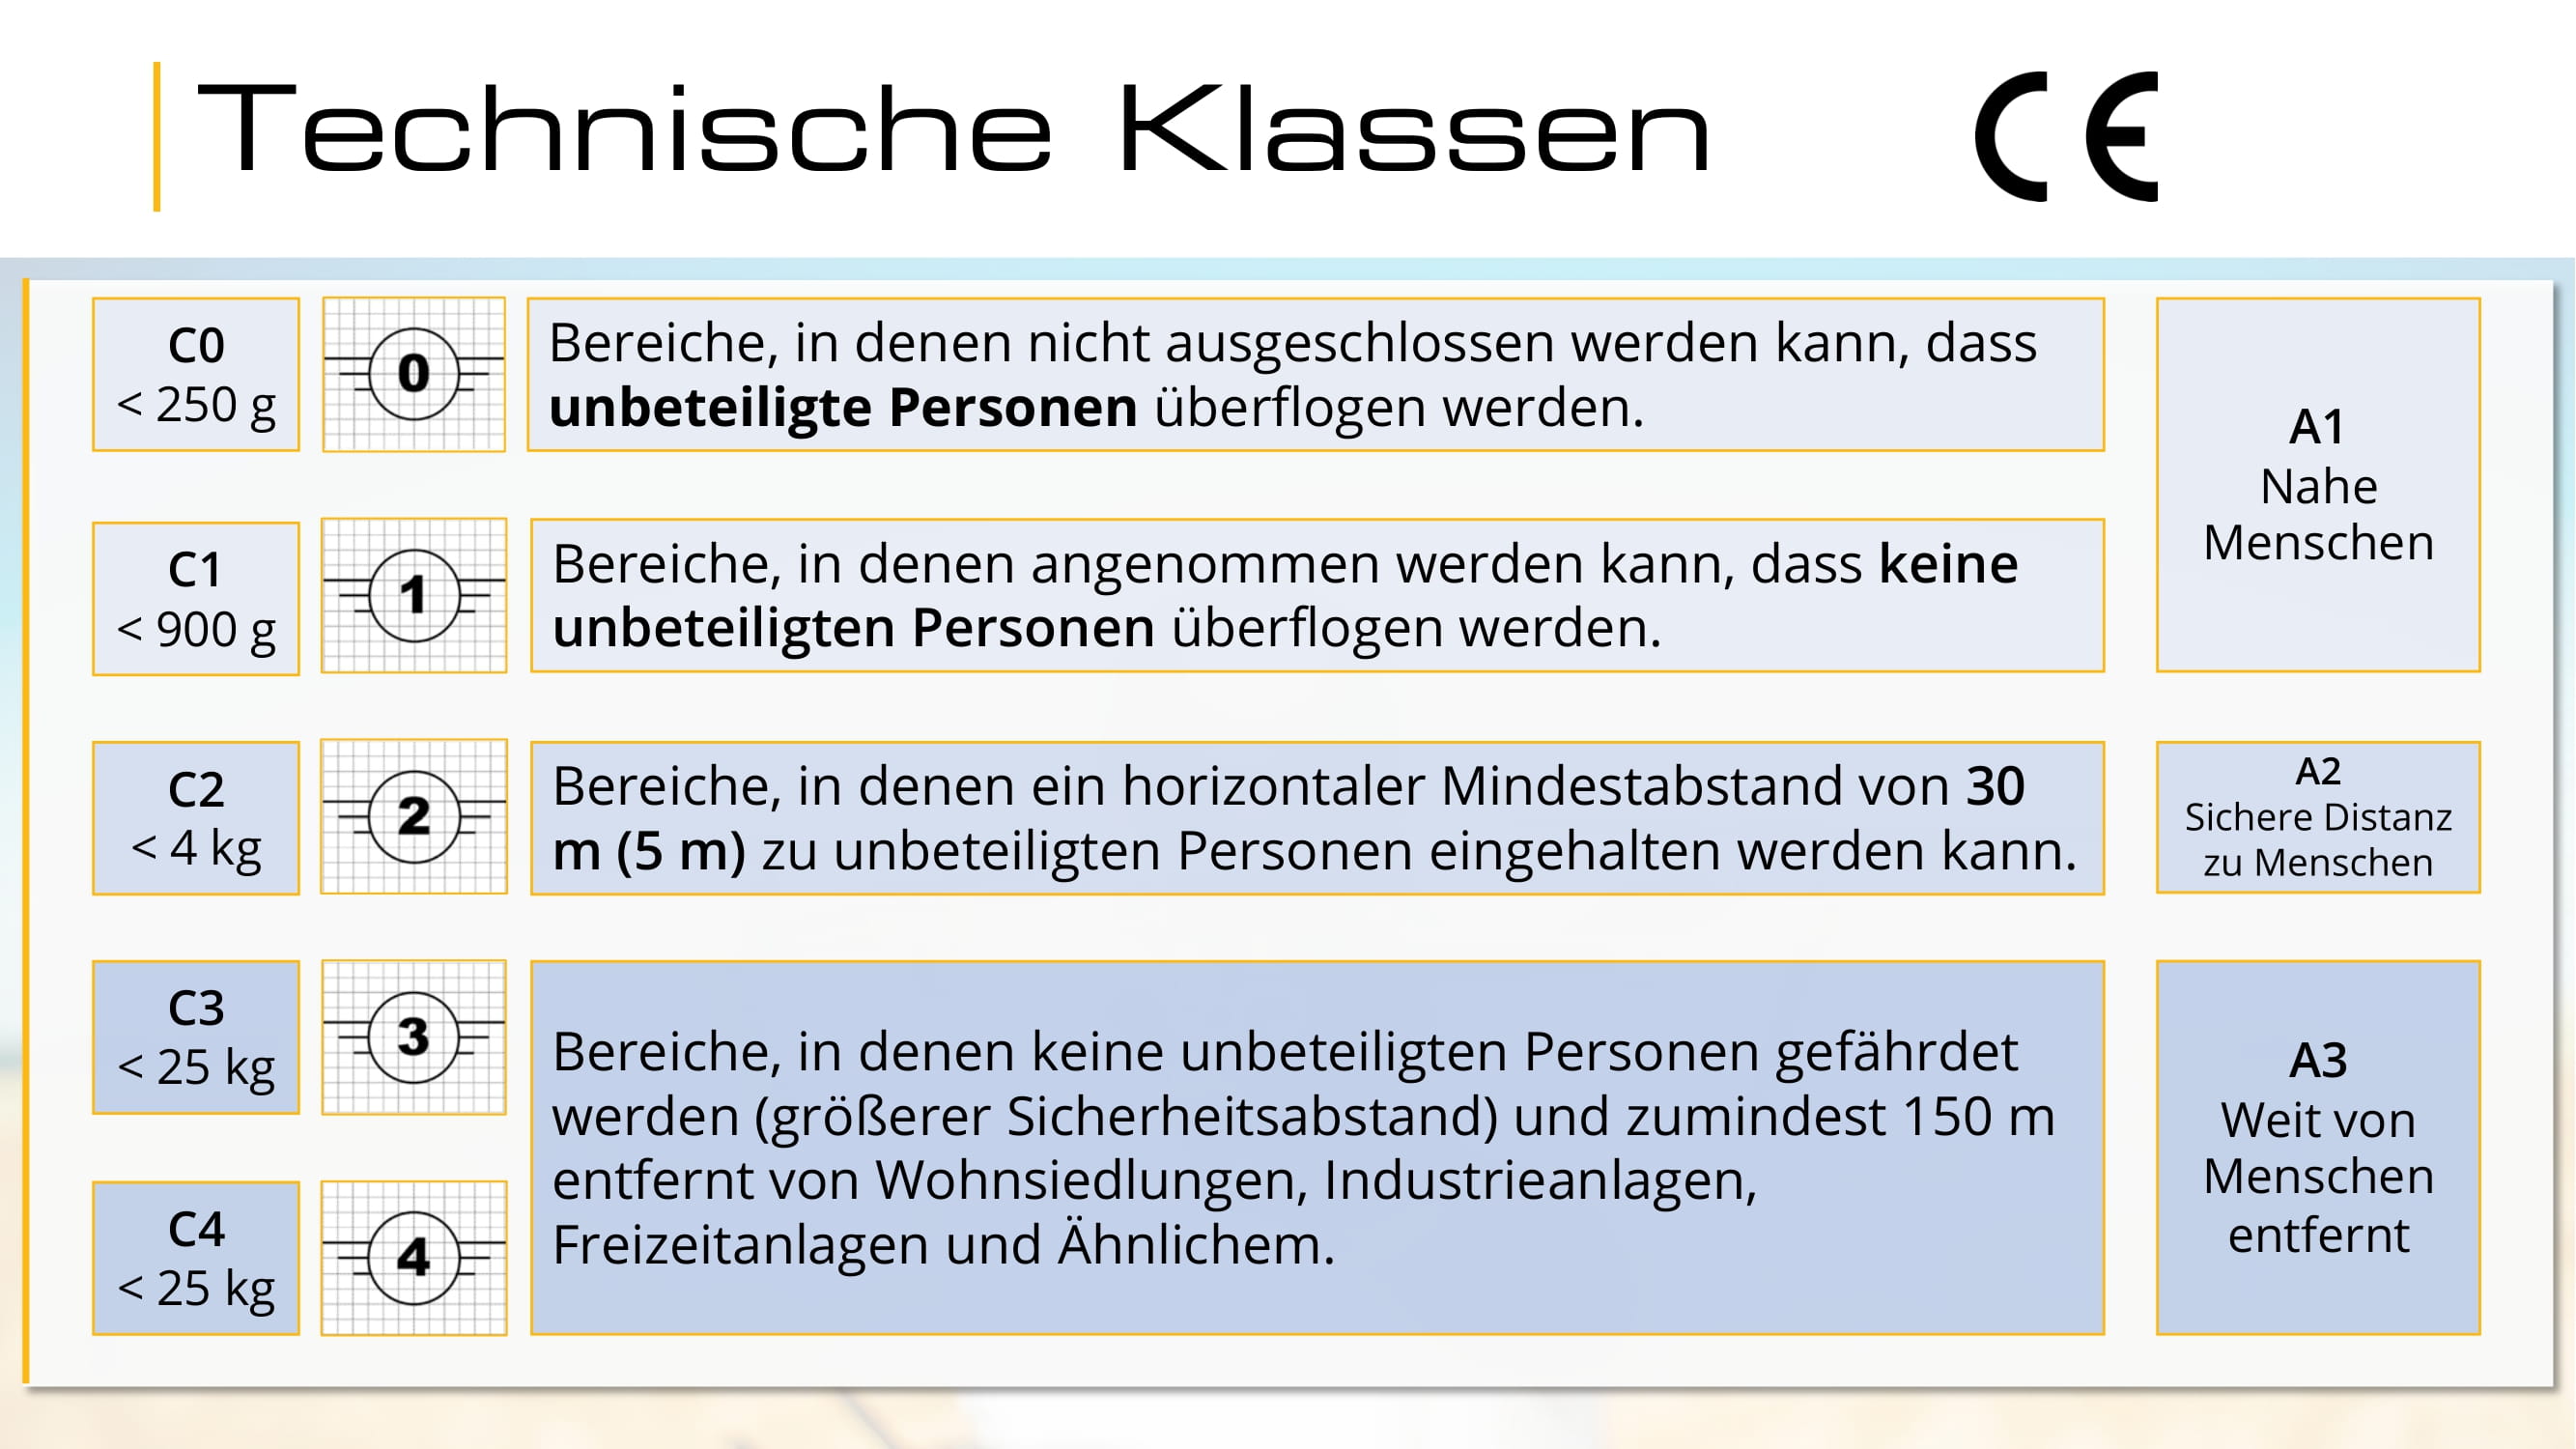 Technische Klassen
CE
C0
< 250 g
0
Bereiche, in denen nicht ausgeschlossen werden kann, dass
unbeteiligte Personen überflogen werden.
A1
Nahe
Menschen
C1
< 900 g
1
Bereiche, in denen angenommen werden kann, dass keine
unbeteiligten Personen überflogen werden.
C2
< 4 kg
2
Bereiche, in denen ein horizontaler Mindestabstand von 30
m (5 m) zu unbeteiligten Personen eingehalten werden kann.
A2
Sichere Distanz
zu Menschen
C3
< 25 kg
3
Bereiche, in denen keine unbeteiligten Personen gefährdet
werden (größerer Sicherheitsabstand) und zumindest 150 m
entfernt von Wohnsiedlungen, Industrieanlagen,
Freizeitanlagen und Ähnlichem.
A3
Weit von
Menschen
entfernt
C4
< 25 kg
4